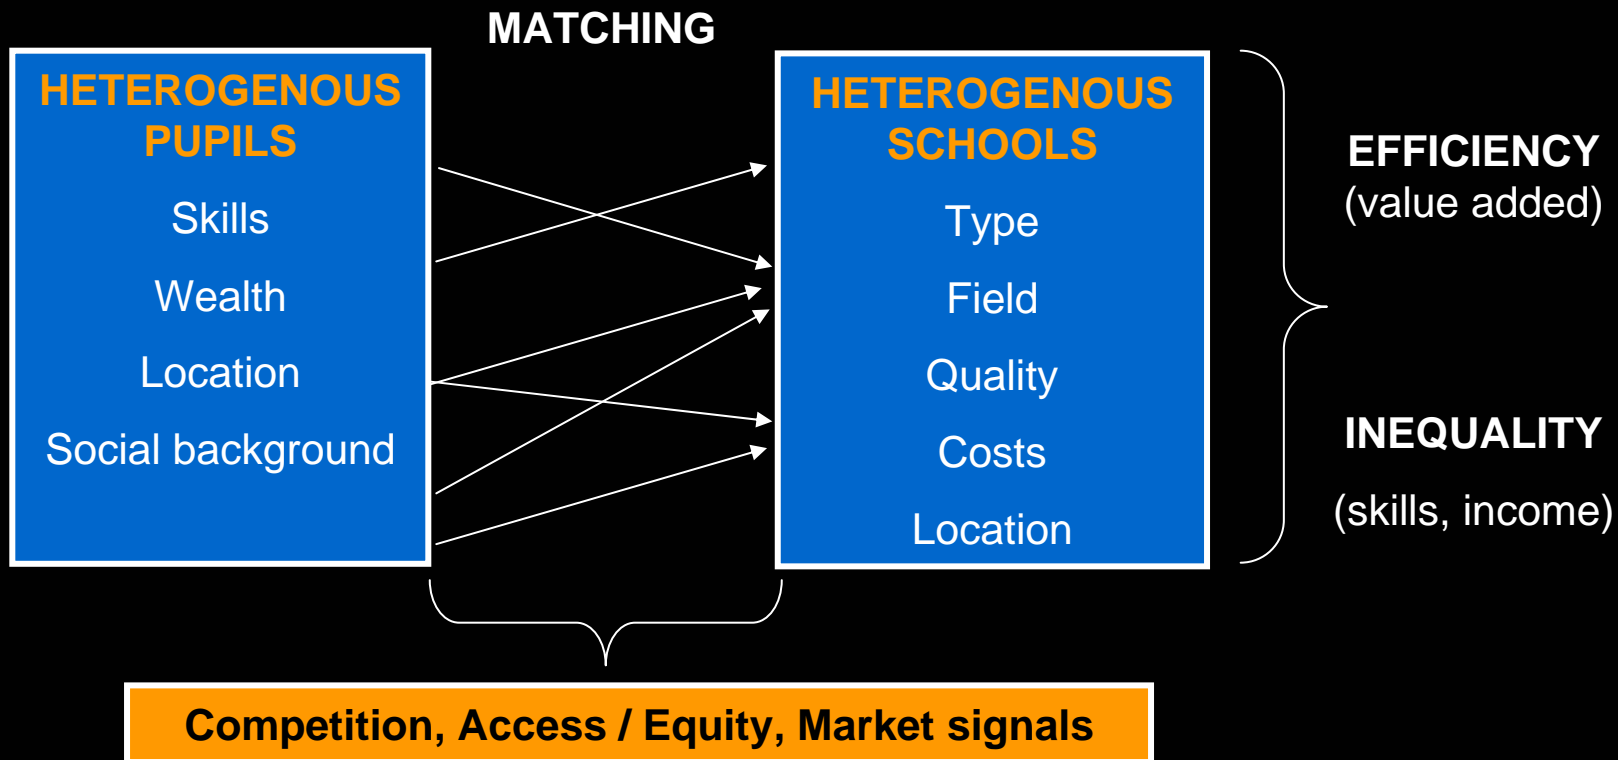 MATCHING
HETEROGENOUS
PUPILS
Skills
Wealth
Location
Social background
HETEROGENOUS
SCHOOLS
Type
Field
Quality
Costs
Location
EFFICIENCY
(value added)
INEQUALITY
(skills, income)
Competition, Access / Equity, Market signals